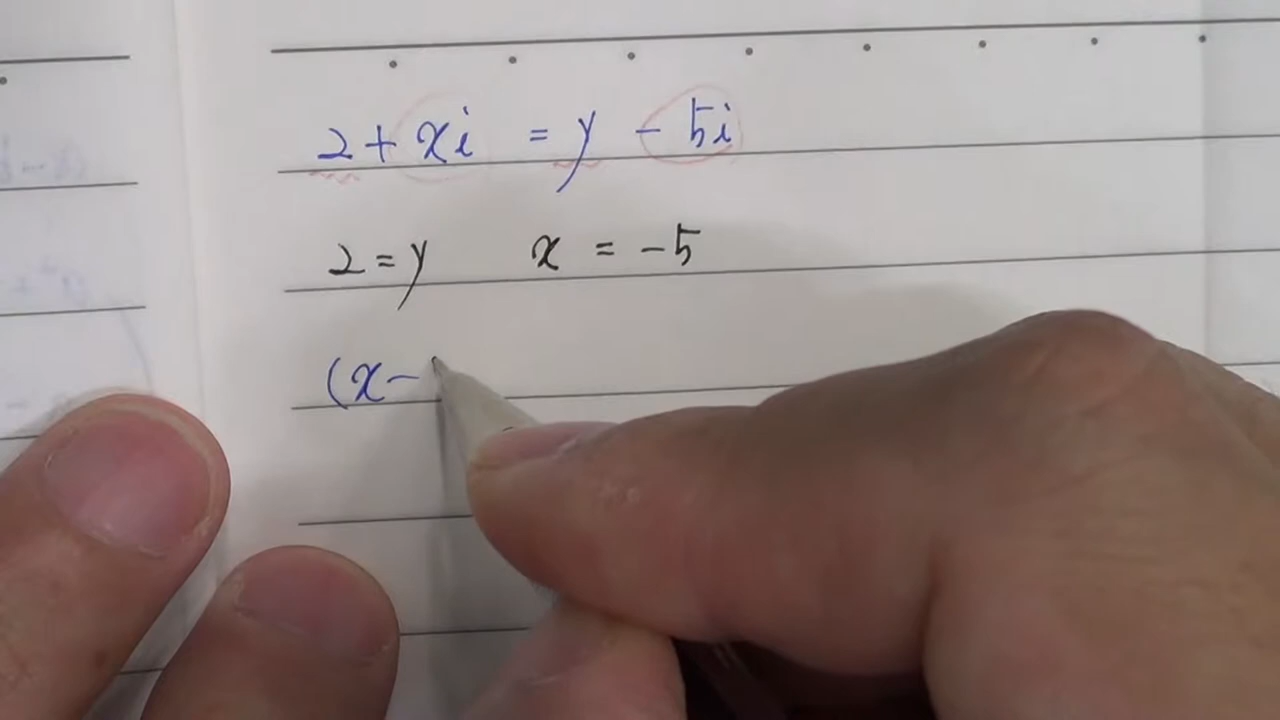 2 + xi = y - 5i
2 = y x = -5
(x -